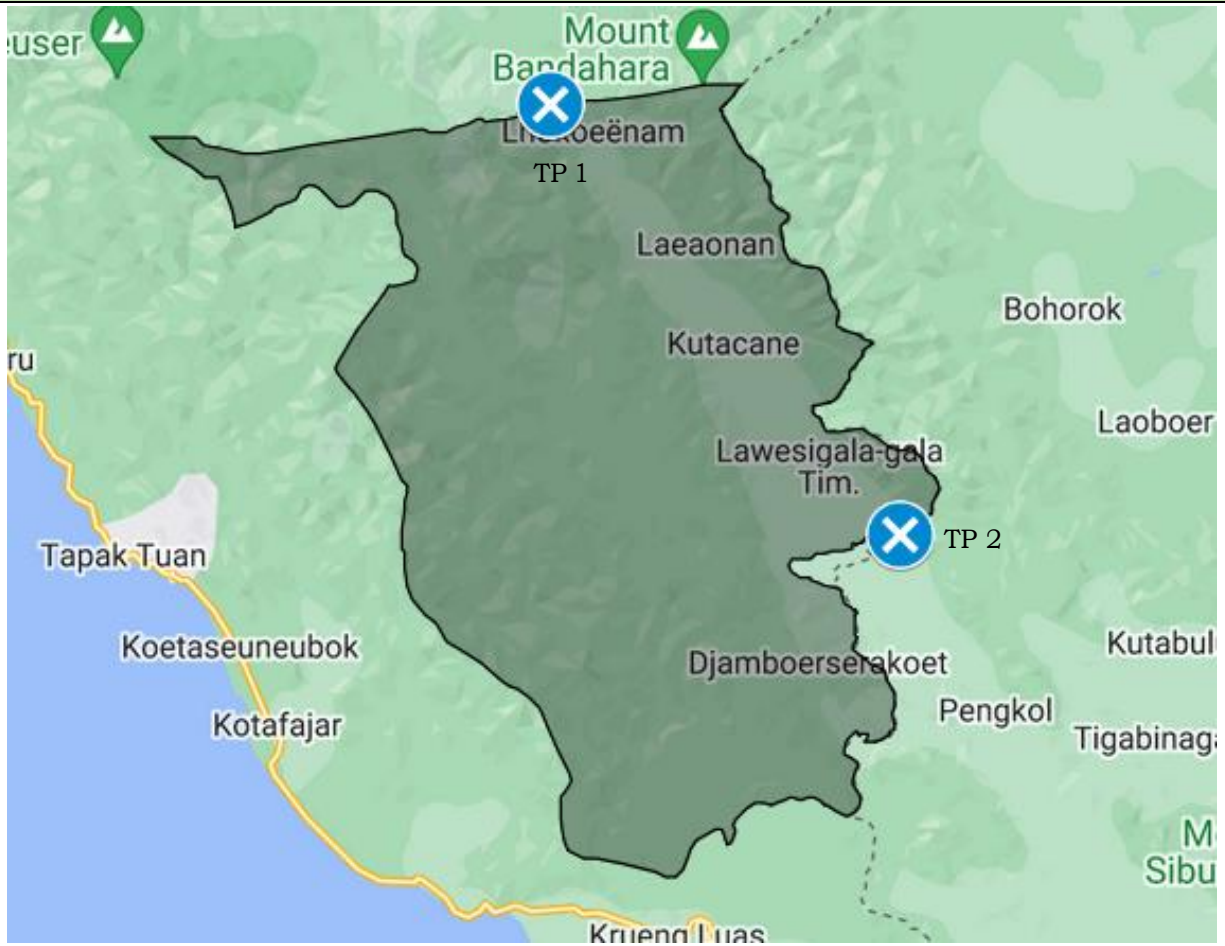 euser
Mount
Bandahara
TP 1
Laeaonan
Bohorok
Kutacane
ru
Laoboer
Lawesigala-gala
Tim.
TP 2
Tapak Tuan
Koetaseuneubok
Kutabul
Djamboerserakoet
Pengkol
Kotafajar
Tigabinaga
M
Sibu
Krueng Luas